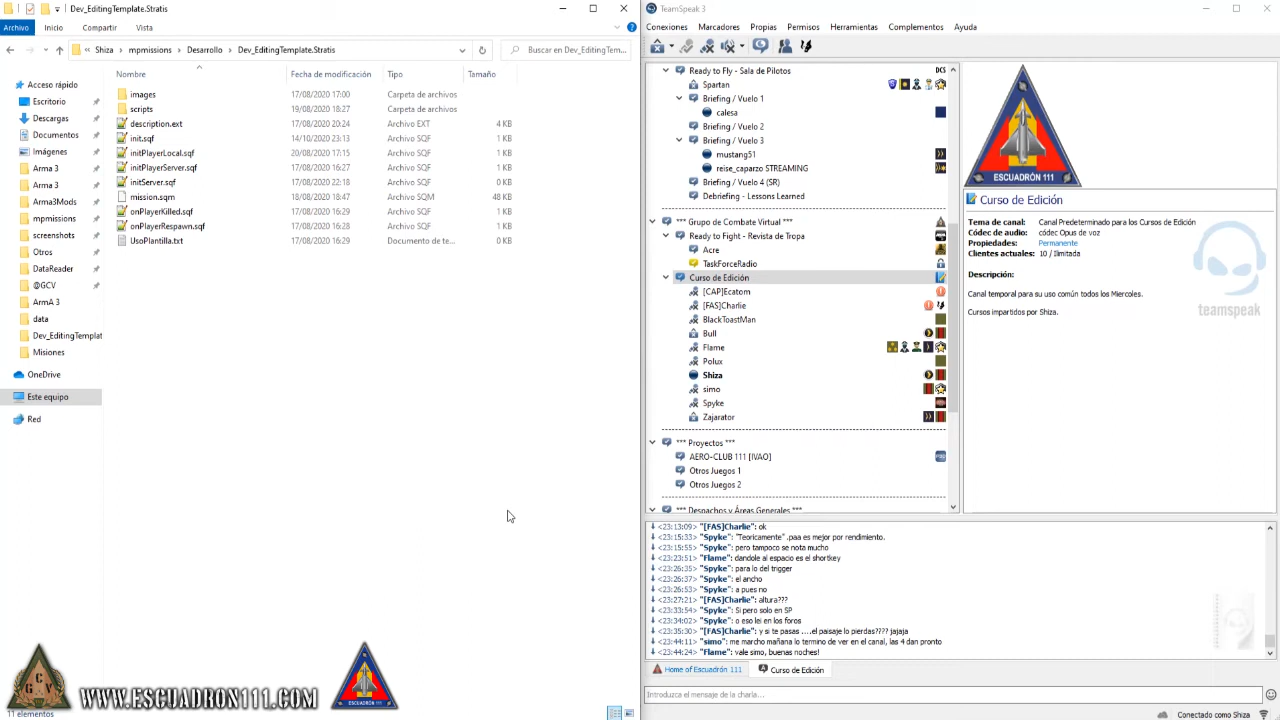 Dev_EditingTemplate.Stratis
Archivo Inicio Compartir Vista
Shiza > mpmissions > Desarrollo > Dev_EditingTemplate.Stratis
Buscar en Dev_EditingTem...
Nombre Fecha de modificación Tipo Tamaño
images 17/08/2020 17:00 Carpeta de archivos
scripts 19/08/2020 18:27 Carpeta de archivos
description.ext 17/08/2020 20:24 Archivo EXT 4 KB
init.sqf 14/10/2020 23:13 Archivo SQF 1 KB
initPlayerLocal.sqf 20/08/2020 17:15 Archivo SQF 1 KB
initPlayerServer.sqf 17/08/2020 16:27 Archivo SQF 1 KB
initServer.sqf 17/08/2020 22:18 Archivo SQF 0 KB
mission.sqm 18/08/2020 18:47 Archivo SQM 48 KB
onPlayerKilled.sqf 17/08/2020 16:29 Archivo SQF 1 KB
onPlayerRespawn.sqf 17/08/2020 16:28 Archivo SQF 1 KB
UsoPlantilla.txt 17/08/2020 16:29 Documento de te... 0 KB
Acceso rápido
Escritorio
Descargas
Documentos
Imágenes
Arma 3
Arma 3
Arma3Mods
mpmissions
screenshots
Otros
DataReader
@GCV
ArmA 3
data
Dev_EditingTemplat
Misiones
OneDrive
Este equipo
Red
11 elementos
WWW.ESCUADRON111.COM
ESCUADRÓN 111
TeamSpeak 3
Conexiones Marcadores Propias Permisos Herramientas Complementos Ayuda
Ready to Fly - Sala de Pilotos DCS
Spartan
Briefing / Vuelo 1
calesa
Briefing / Vuelo 2
Briefing / Vuelo 3
mustang51
reise_caparzo STREAMING
Briefing / Vuelo 4 (SR)
Debriefing - Lessons Learned
*** Grupo de Combate Virtual ***
Ready to Fight - Revista de Tropa
Acre
TaskForceRadio
Curso de Edición
[CAP]Ecatom
[FAS]Charlie
BlackToastMan
Bull
Flame
Polux
Shiza
simo
Spyke
Zajarator
*** Proyectos ***
AERO-CLUB 111 [IVAO]
Otros Juegos 1
Otros Juegos 2
*** Despachos y Áreas Generales ***
ESCUADRÓN 111
Curso de Edición
Tema de canal: Canal Predeterminado para los Cursos de Edición
Códec de audio: códec Opus de voz
Propiedades: Permanente
Clientes actuales: 10 / Ilimitada
Descripción:
Canal temporal para su uso común todos los Miercoles.
Cursos impartidos por Shiza.
teamspeak
<23:13:09> "[FAS]Charlie": ok
<23:15:33> "Spyke": "Teoricamente" .paa es mejor por rendimiento.
<23:15:55> "Spyke": pero tampoco se nota mucho
<23:23:51> "Flame": dandole al espacio es el shortkey
<23:26:35> "Spyke": para lo del trigger
<23:26:37> "Spyke": el ancho
<23:26:53> "Spyke": a pues no
<23:27:21> "[FAS]Charlie": altura???
<23:33:54> "Spyke": Si pero solo en SP
<23:34:02> "Spyke": o eso lei en los foros
<23:35:30> "[FAS]Charlie": y si te pasas ....el paisaje lo pierdas???? jajaja
<23:44:11> "simo": me marcho mañana lo termino de ver en el canal, las 4 dan pronto
<23:44:24> "Flame": vale simo, buenas noches!
Home of Escuadrón 111 Curso de Edición
Introduzca el mensaje de la charla...
Conectado como Shiza